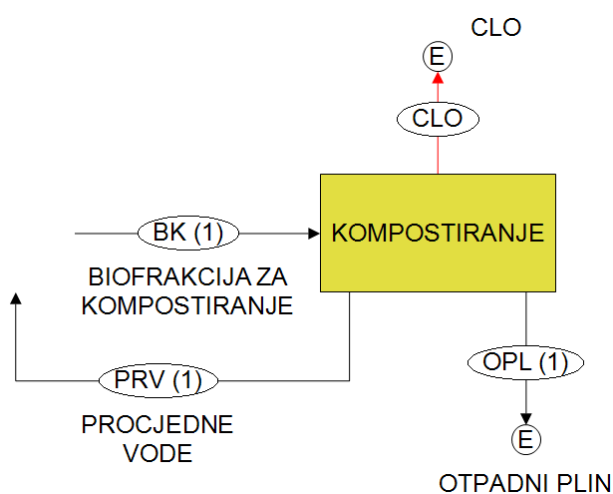 CLO
E
CLO
BK (1)
KOMPOSTIRANJE
BIOFRAKCIJA ZA
KOMPOSTIRANJE
OPL (1)
PRV (1)
PROCJEDNE
VODE
E
OTPADNI PLIN